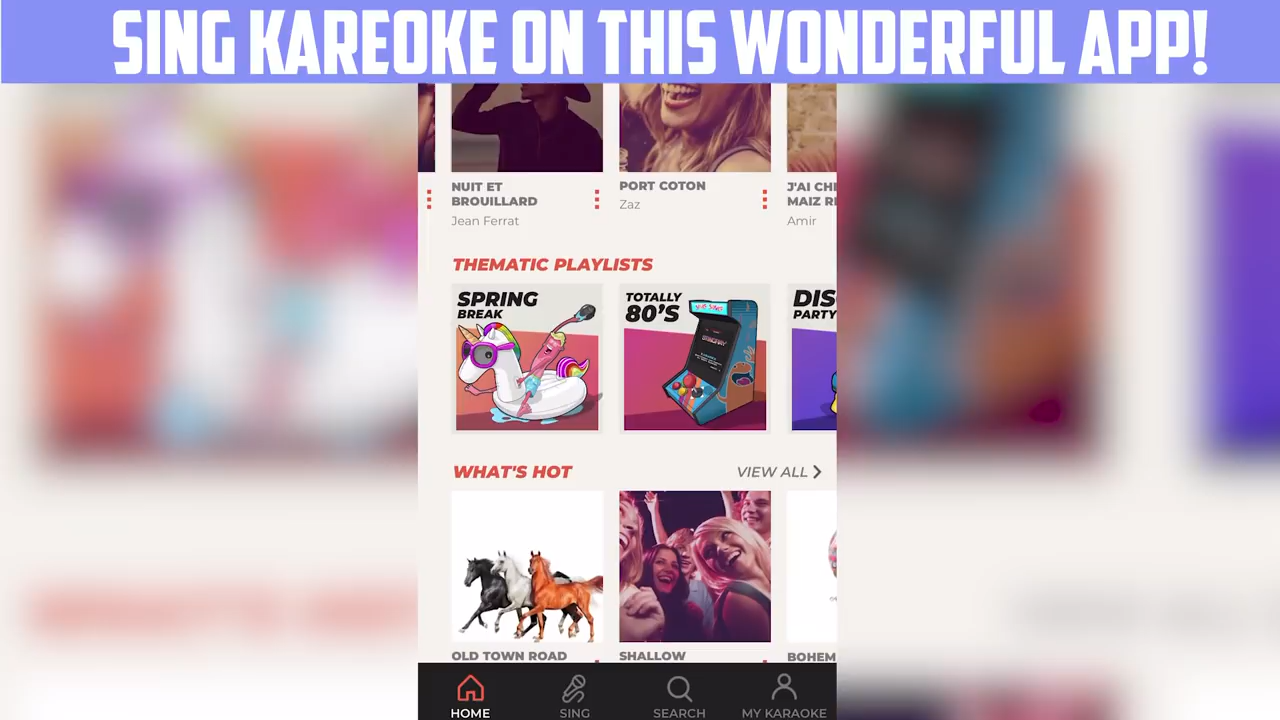 SING KAREOKE ON THIS WONDERFUL APP!
NUIT ET
BROUILLARD
Jean Ferrat
PORT COTON
Zaz
Amir
THEMATIC PLAYLISTS
SPRING
BREAK
TOTALLY
80'S
PARTY
WHAT'S HOT
VIEW ALL
OLD TOWN ROAD
SHALLOW
HOME
SING
SEARCH
MY KARAOKE